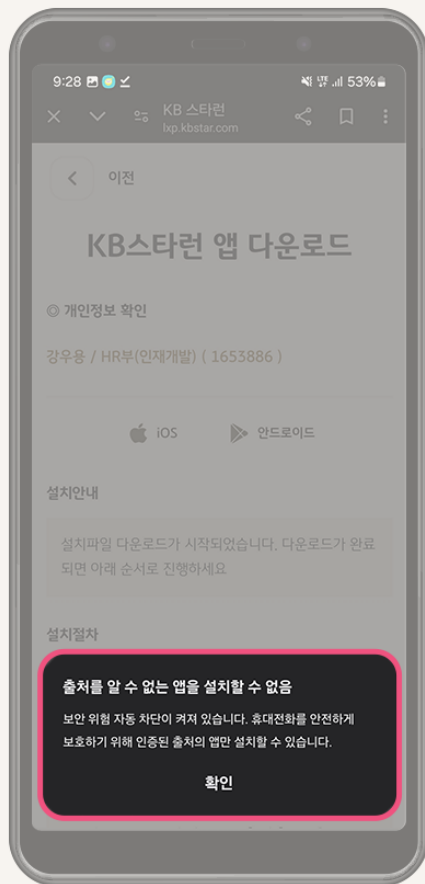 9:28
LTE 53%
KB 스타런
lxp.kbstar.com
이전
KB스타런 앱 다운로드
◎ 개인정보 확인
강우용 / HR부(인재개발) ( 1653886 )
iOS 안드로이드
설치안내
설치파일 다운로드가 시작되었습니다. 다운로드가 완료
되면 아래 순서로 진행하세요
설치절차
출처를 알 수 없는 앱을 설치할 수 없음
보안 위험 자동 차단이 켜져 있습니다. 휴대전화를 안전하게
보호하기 위해 인증된 출처의 앱만 설치할 수 있습니다.
확인